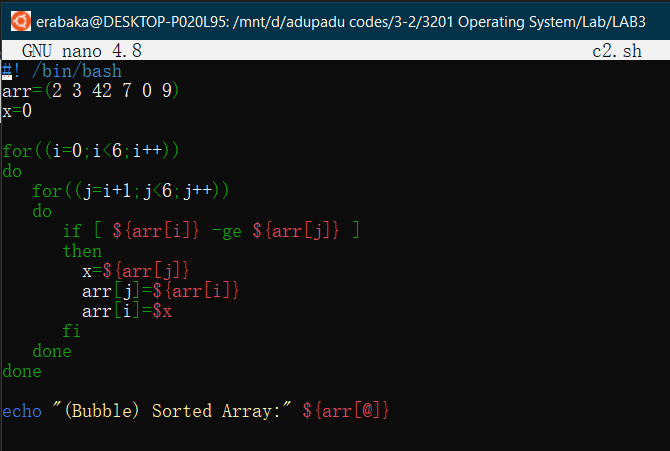 erabaka@DESKTOP-P020L95: /mnt/d/adupadu codes/3-2/3201 Operating System/Lab/LAB3
GNU nano 4.8 c2.sh
#! /bin/bash
arr=(2 3 42 7 0 9)
x=0
for((i=0;i<6;i++))
do
for((j=i+1;j<6;j++))
do
if [ ${arr[i]} -ge ${arr[j]} ]
then
x=${arr[j]}
arr[j]=${arr[i]}
arr[i]=$x
fi
done
done
echo "(Bubble) Sorted Array:" ${arr[@]}